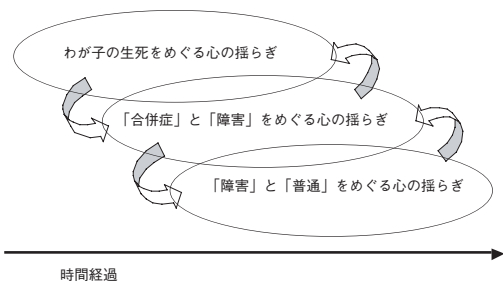 わが子の生死をめぐる心の揺らぎ
「合併症」と「障害」をめぐる心の揺らぎ
「障害」と「普通」をめぐる心の揺らぎ
時間経過